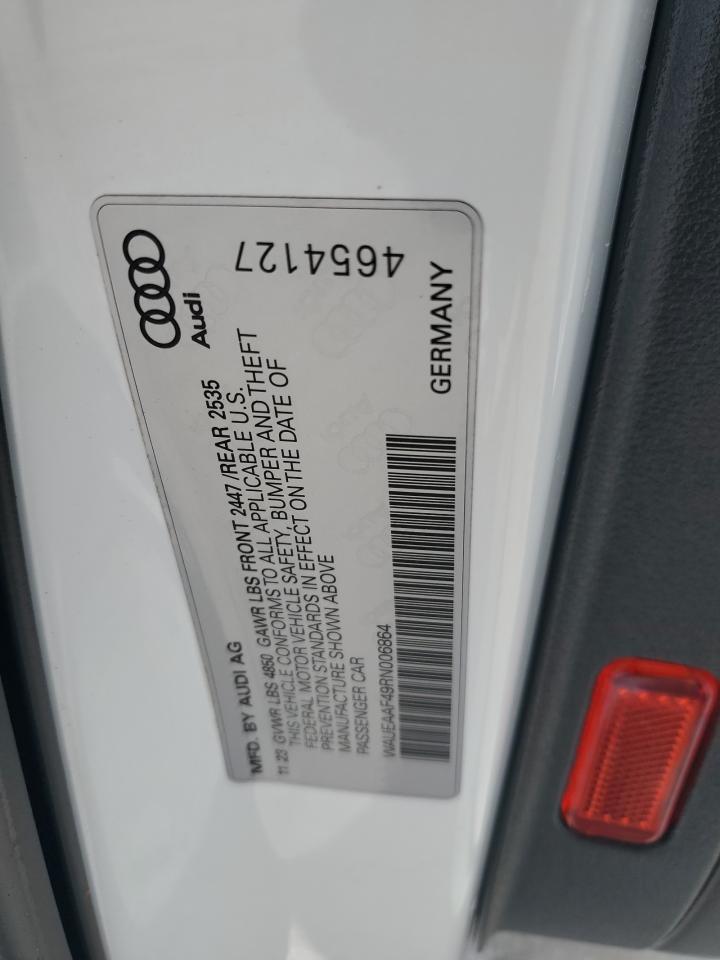 MFD. BY AUDI AG
11 23 GVWR LBS 4850 GAWR LBS FRONT 2447/REAR 2535
THIS VEHICLE CONFORMS TO ALL APPLICABLE U.S.
FEDERAL MOTOR VEHICLE SAFETY, BUMPER AND THEFT
PREVENTION STANDARDS IN EFFECT ON THE DATE OF
MANUFACTURE SHOWN ABOVE
PASSENGER CAR
WAUEAAF49RN006864
Audi
4654127
GERMANY